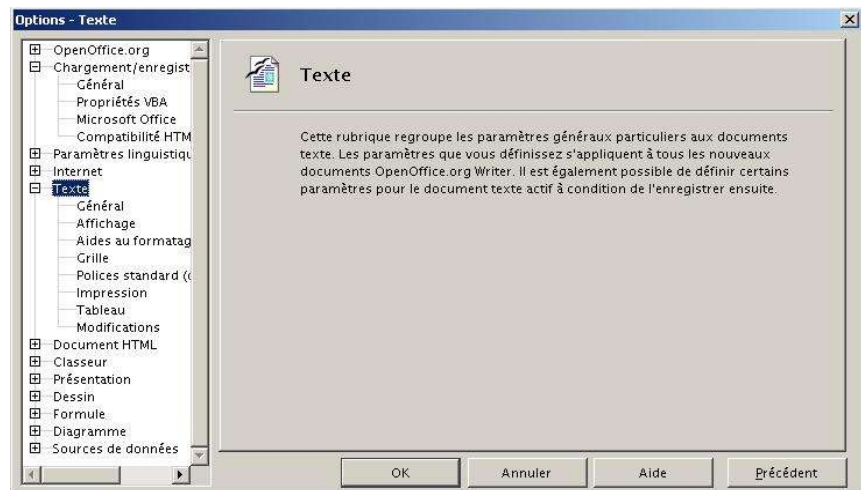 Options - Texte
OpenOffice.org
Chargement/enregist
Général
Propriétés VBA
Microsoft Office
Compatibilité HTM
Paramètres linguistiqu
Internet
Texte
Général
Affichage
Aides au formatag
Grille
Polices standard (
Impression
Tableau
Modifications
Document HTML
Classeur
Présentation
Dessin
Formule
Diagramme
Sources de données
Texte
Cette rubrique regroupe les paramètres généraux particuliers aux documents
texte. Les paramètres que vous définissez s'appliquent à tous les nouveaux
documents OpenOffice.org Writer. Il est également possible de définir certains
paramètres pour le document texte actif à condition de l'enregistrer ensuite.
OK
Annuler
Aide
Précédent